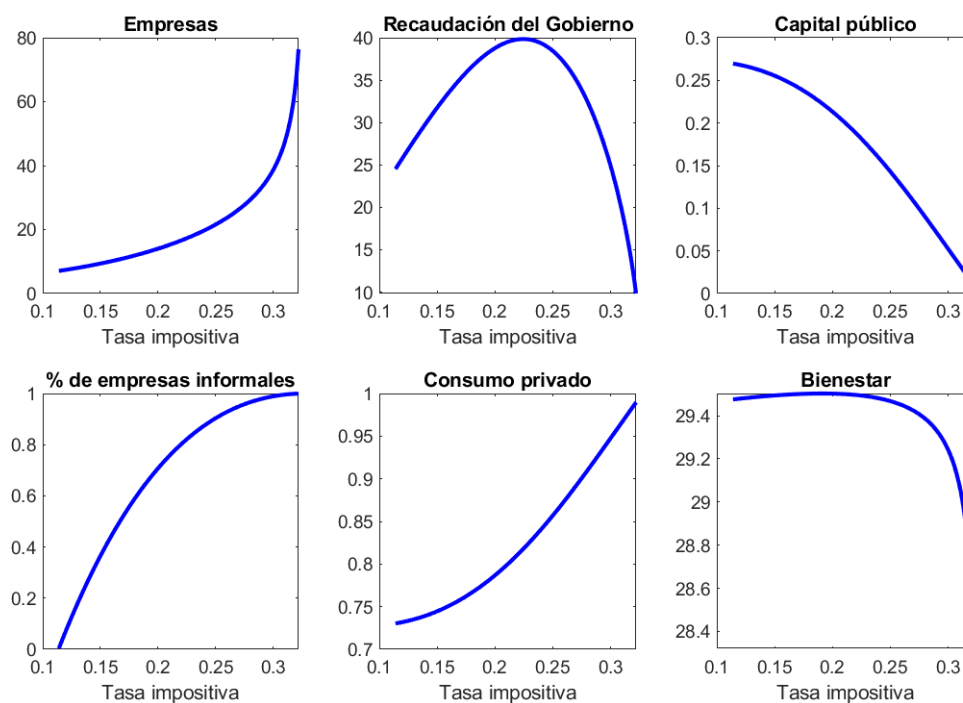 Empresas
80
60
40
20
0
0.1 0.15 0.2 0.25 0.3
Tasa impositiva
Recaudación del Gobierno
40
35
30
25
20
15
10
0.1 0.15 0.2 0.25 0.3
Tasa impositiva
Capital público
0.3
0.25
0.2
0.15
0.1
0.05
0
0.1 0.15 0.2 0.25 0.3
Tasa impositiva
% de empresas informales
1
0.8
0.6
0.4
0.2
0
0.1 0.15 0.2 0.25 0.3
Tasa impositiva
Consumo privado
1
0.95
0.9
0.85
0.8
0.75
0.7
0.1 0.15 0.2 0.25 0.3
Tasa impositiva
Bienestar
29.4
29.2
29
28.8
28.6
28.4
0.1 0.15 0.2 0.25 0.3
Tasa impositiva